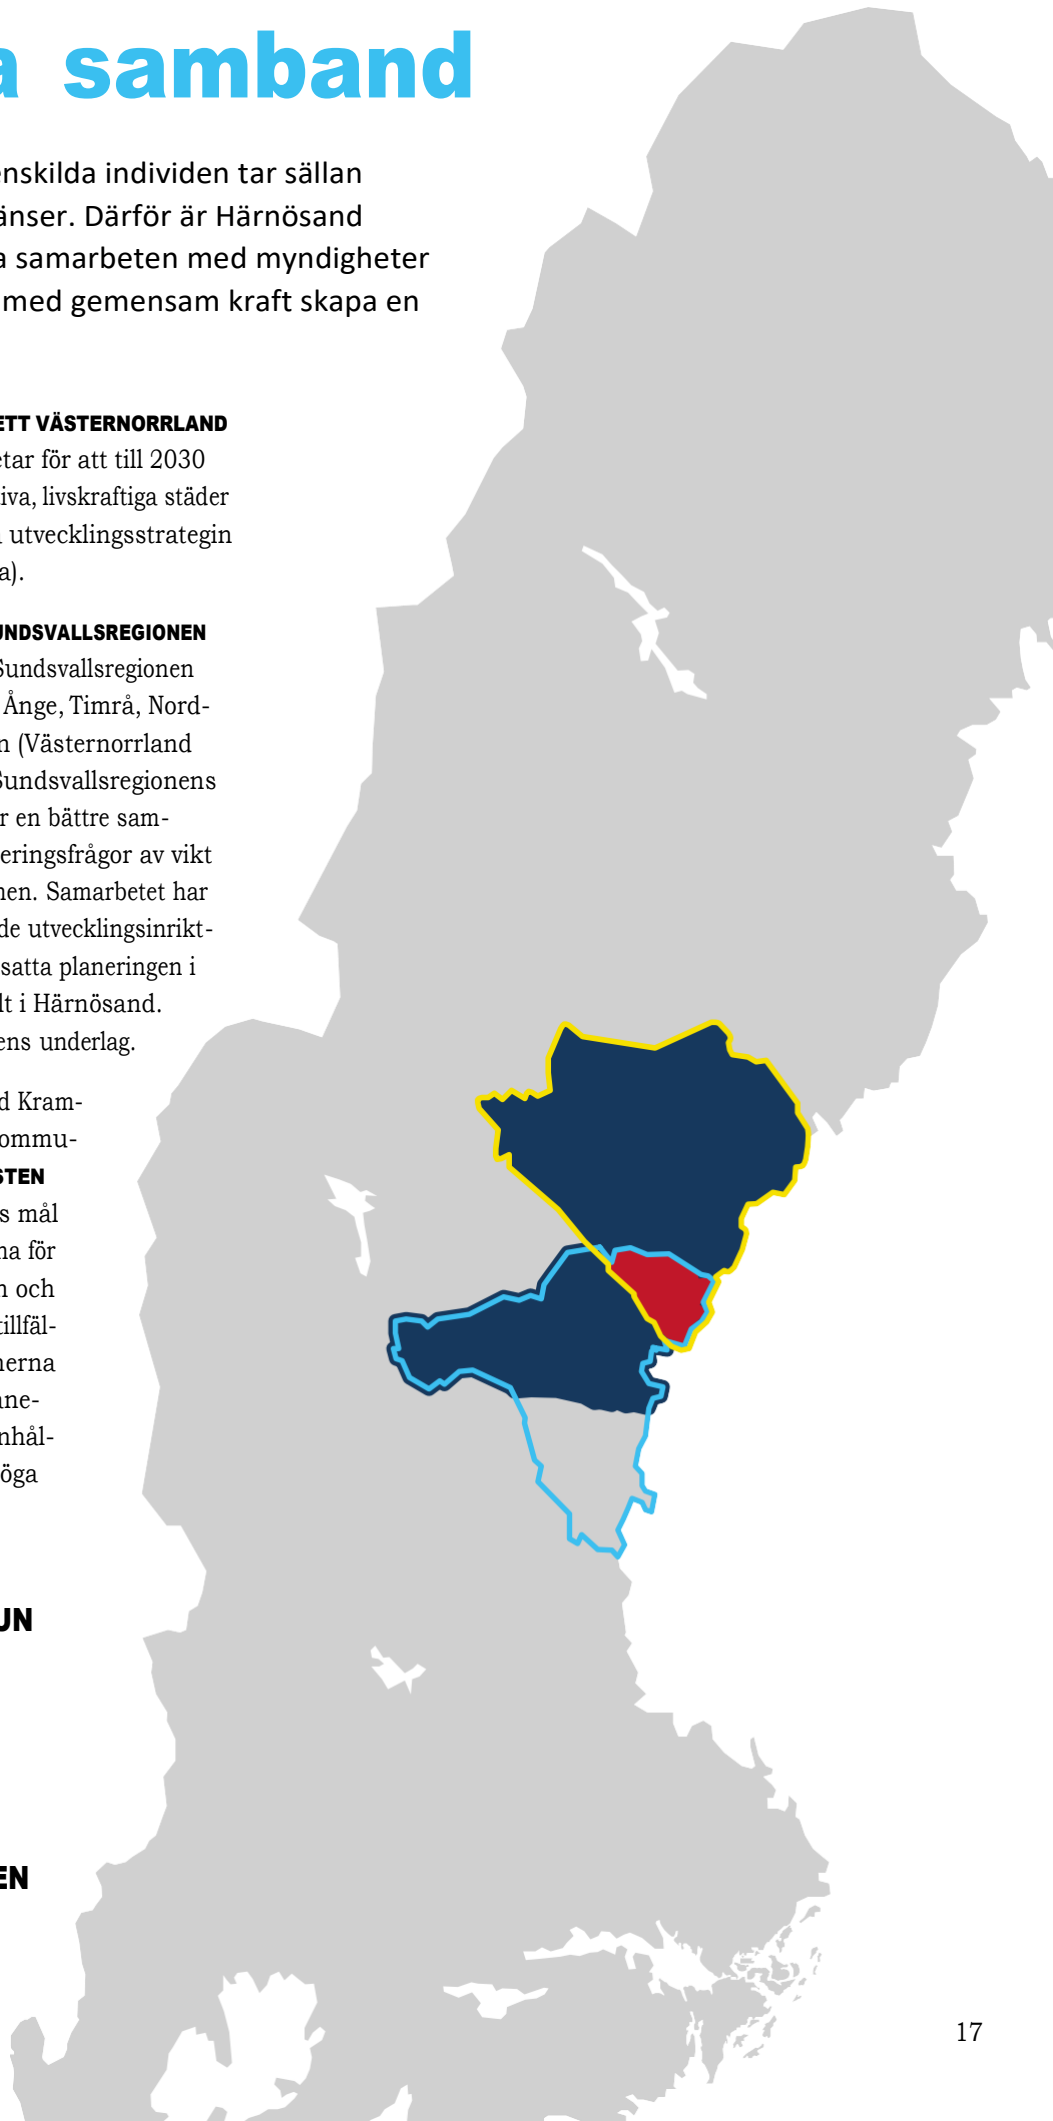 a samband
enskilda individen tar sällan
änser. Därför är Härnösand
a samarbeten med myndigheter
med gemensam kraft skapa en
ETT VÄSTERNORRLAND
etar för att till 2030
iva, livskraftiga städer
utvecklingsstrategin
a).
UNDSVALLSREGIONEN
Sundsvallsregionen
Ånge, Timrå, Nord-
n (Västernorrland
Sundsvallsregionens
r en bättre sam-
eringsfrågor av vikt
nen. Samarbetet har
de utvecklingsinrikt-
satta planeringen i
lt i Härnösand.
ens underlag.
d Kram-
ommu-
STEN
s mål
na för
n och
tillfäl-
nerna
ane-
nhål-
öga
UN
EN
17